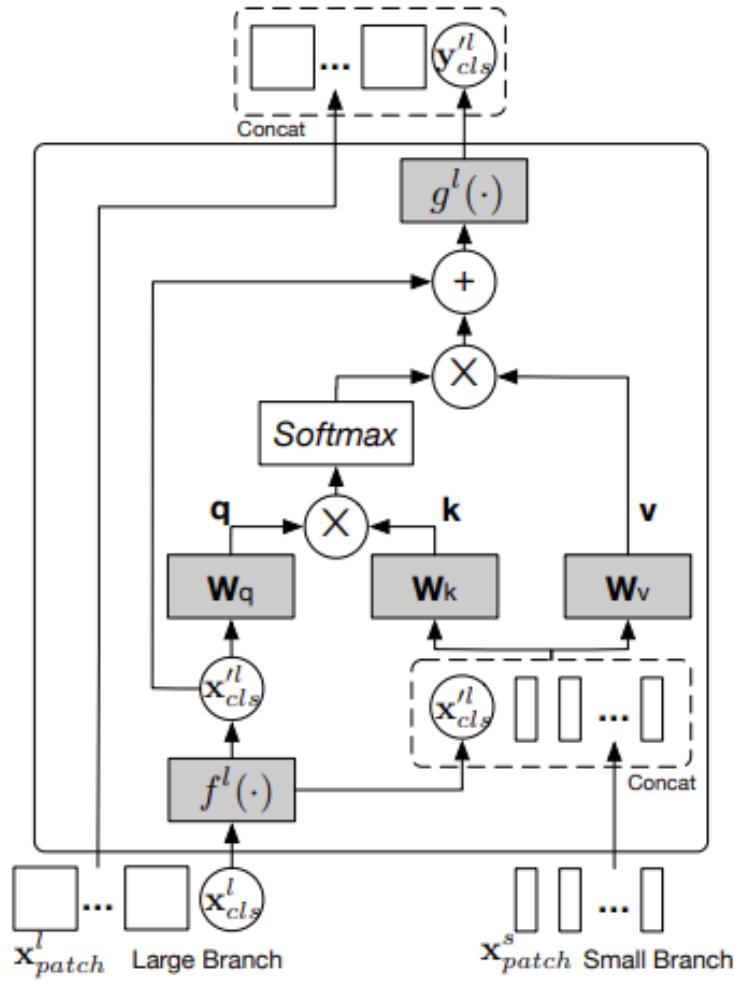 ... y'^l_cls
Concat
g^l(·)
+
X
Softmax
q X k v
W_q W_k W_v
x'^l_cls x'^l_cls ...
f^l(·) Concat
... x^l_cls ...
x^l_patch Large Branch x^s_patch Small Branch